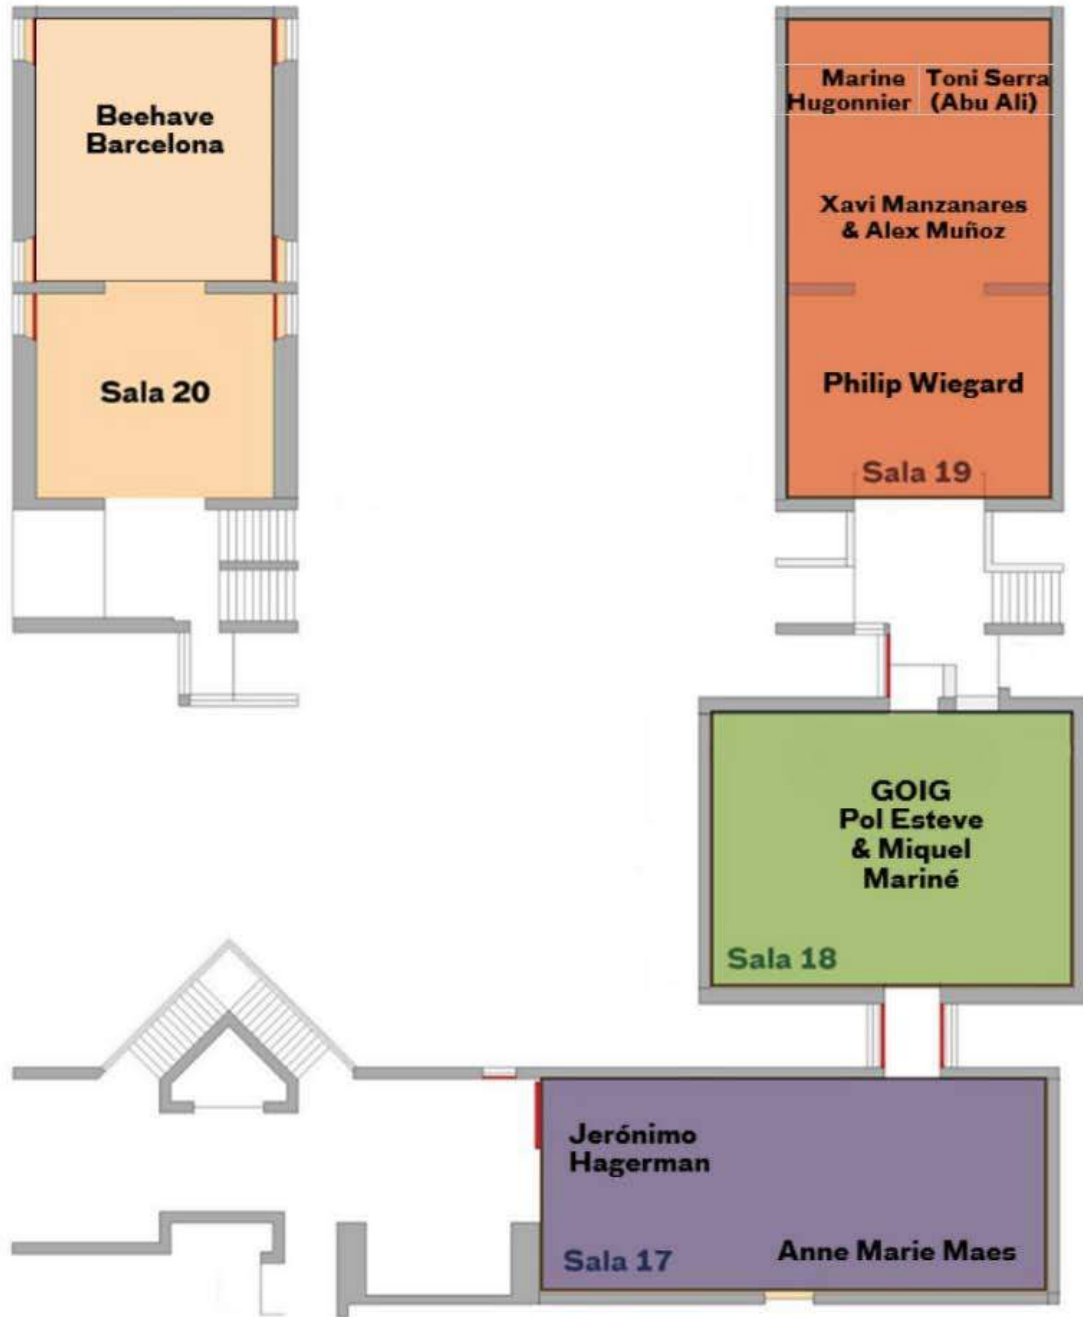 Beehave
Barcelona
Sala 20
Marine
Hugonnier
Toni Serra
(Abu Ali)
Xavi Manzanares
& Alex Muñoz
Philip Wiegard
Sala 19
GOIG
Pol Esteve
& Miquel
Mariné
Sala 18
Jerónimo
Hagerman
Sala 17
Anne Marie Maes